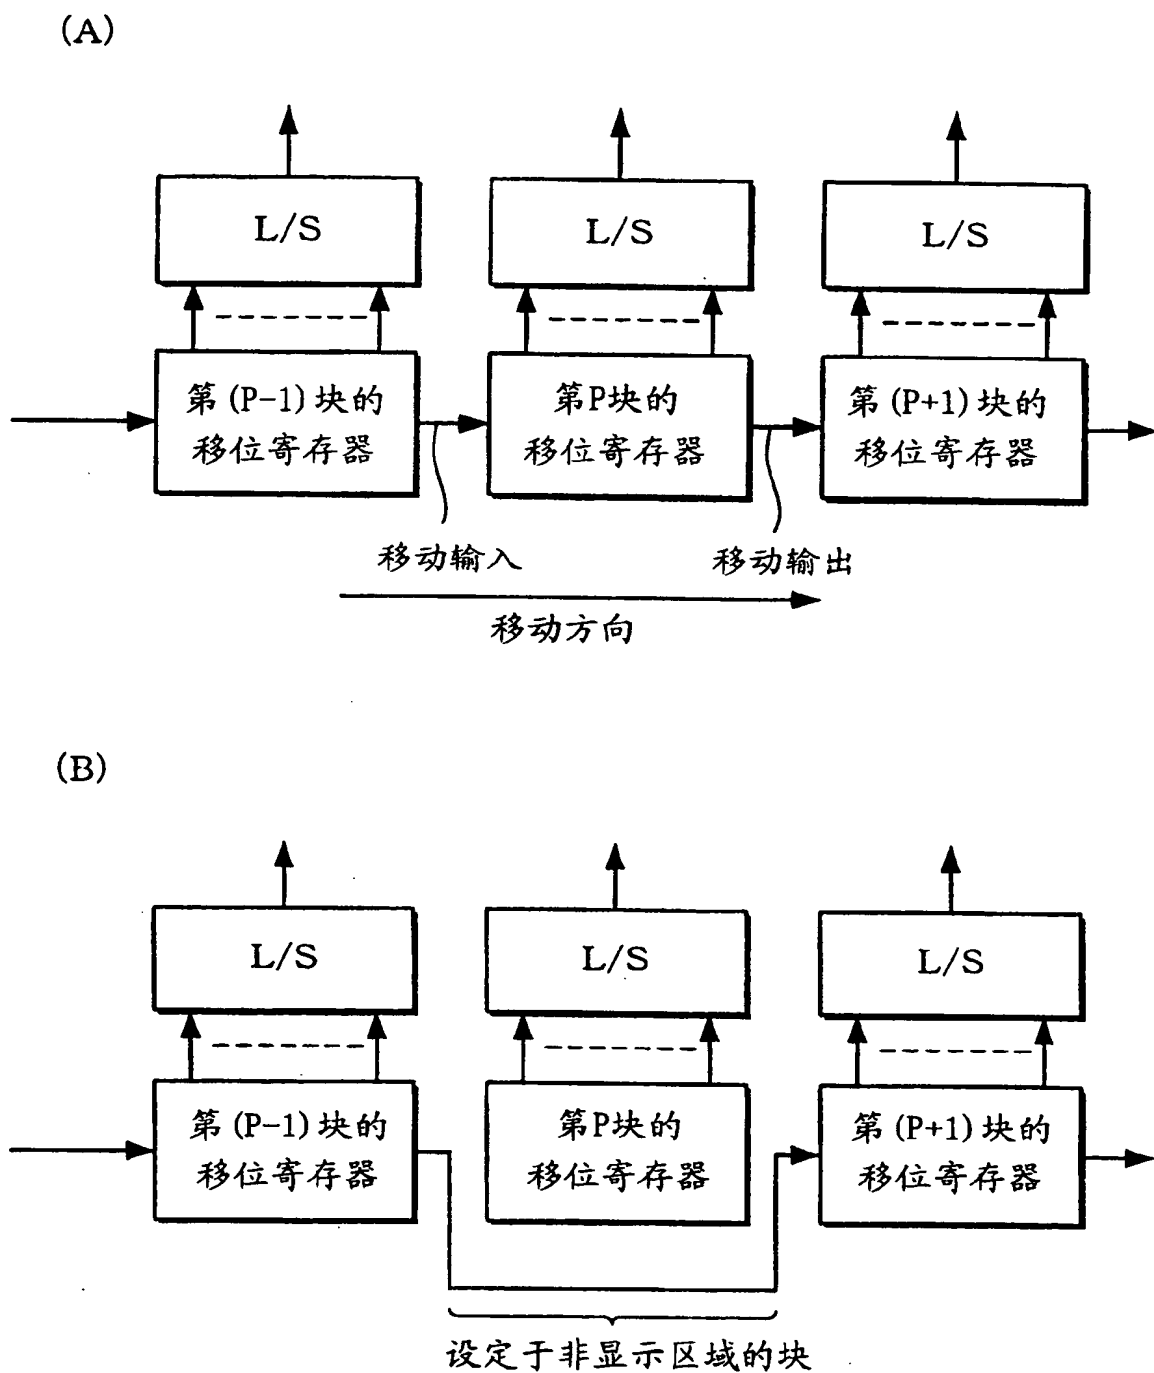 (A)
L/S
L/S
L/S
第(P-1)块的
移位寄存器
第P块的
移位寄存器
第(P+1)块的
移位寄存器
移动输入
移动输出
移动方向
(B)
L/S
L/S
L/S
第(P-1)块的
移位寄存器
第P块的
移位寄存器
第(P+1)块的
移位寄存器
设定于非显示区域的块